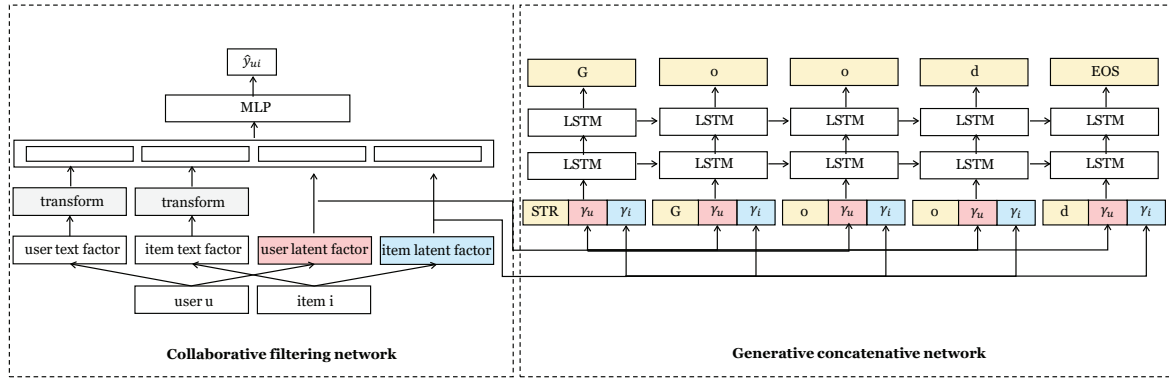 ŷui
MLP
transform transform
user text factor item text factor user latent factor item latent factor
user u item i
Collaborative filtering network
G o o d EOS
LSTM LSTM LSTM LSTM LSTM
LSTM LSTM LSTM LSTM LSTM
STR γu γi G γu γi o γu γi o γu γi d γu γi
Generative concatenative network